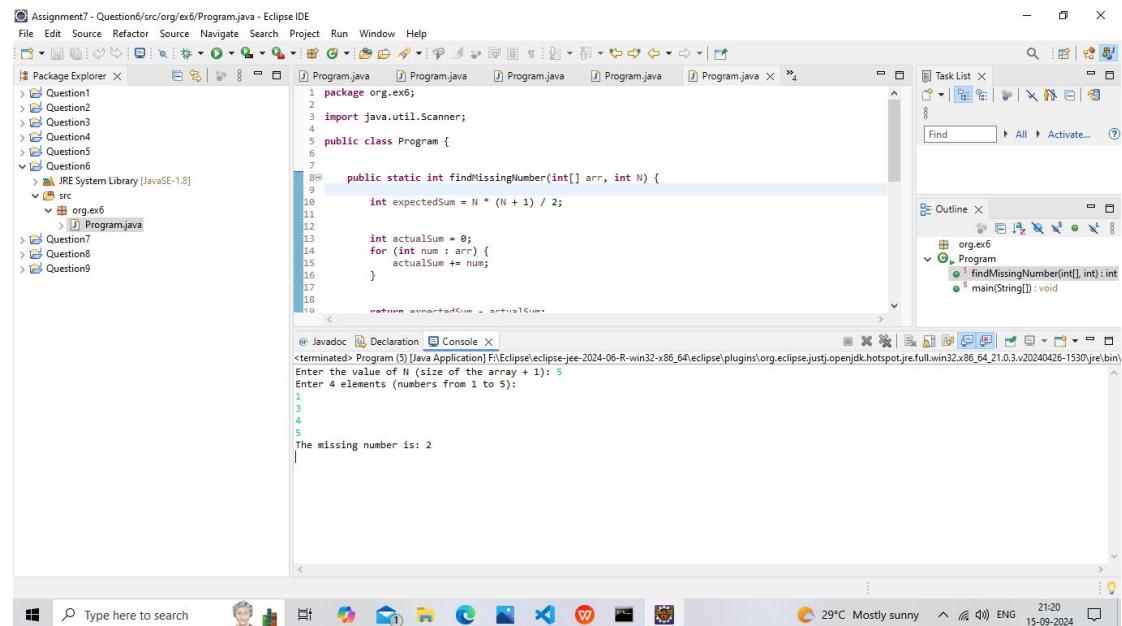 Assignment7 - Question6/src/org/ex6/Program.java - Eclipse IDE
File Edit Source Refactor Source Navigate Search Project Run Window Help
Package Explorer
Question1
Question2
Question3
Question4
Question5
Question6
JRE System Library [JavaSE-1.8]
src
org.ex6
Program.java
Question7
Question8
Question9
Program.java Program.java Program.java Program.java Program.java »4
1 package org.ex6;
2
3 import java.util.Scanner;
4
5 public class Program {
6
7
8 public static int findMissingNumber(int[] arr, int N) {
9
10 int expectedSum = N * (N + 1) / 2;
11
12
13 int actualSum = 0;
14 for (int num : arr) {
15 actualSum += num;
16 }
17
18
19 return expectedSum - actualSum;
Task List
Find All Activate...
Outline
org.ex6
Program
findMissingNumber(int[], int) : int
main(String[]) : void
@ Javadoc Declaration Console
<terminated> Program (5) [Java Application] F:\Eclipse\eclipse-jee-2024-06-R-win32-x86_64\eclipse\plugins\org.eclipse.justj.openjdk.hotspot.jre.full.win32.x86_64_21.0.3.v20240426-1530\jre\bin\
Enter the value of N (size of the array + 1): 5
Enter 4 elements (numbers from 1 to 5):
1
3
4
5
The missing number is: 2
Type here to search
29°C Mostly sunny
ENG
21:20
15-09-2024